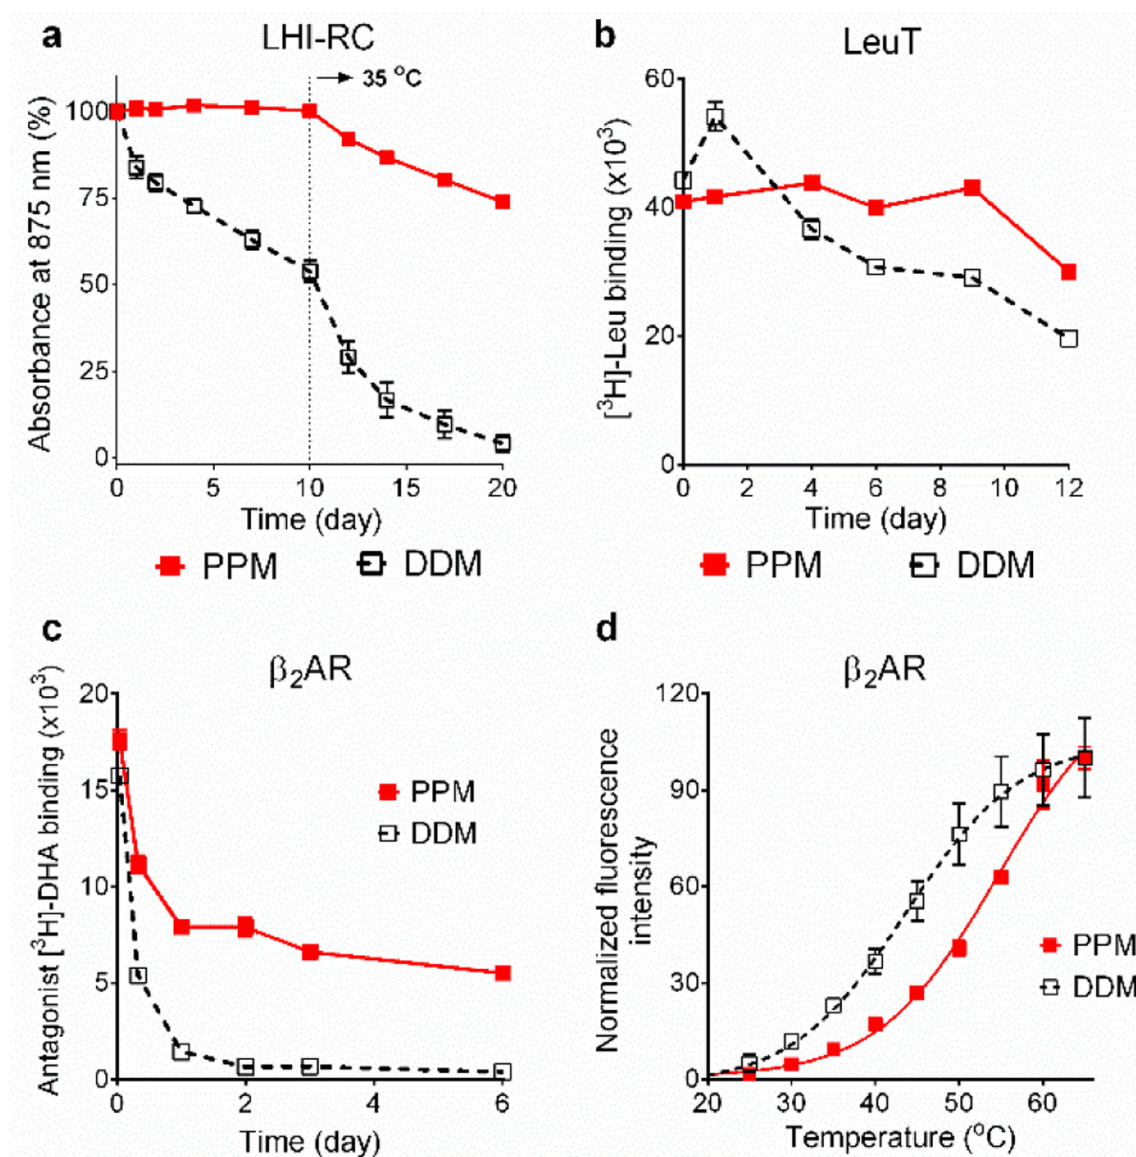 a
LHI-RC
→ 35 °C
Absorbance at 875 nm (%)
100
75
50
25
0
0 5 10 15 20
Time (day)
PPM DDM
b
LeuT
[³H]-Leu binding (x10³)
60
40
20
0
0 2 4 6 8 10 12
Time (day)
PPM DDM
c
β₂AR
Antagonist [³H]-DHA binding (x10³)
20
15
10
5
0
PPM
DDM
0 2 4 6
Time (day)
d
β₂AR
Normalized fluorescence
intensity
120
90
60
30
0
PPM
DDM
20 30 40 50 60
Temperature (°C)